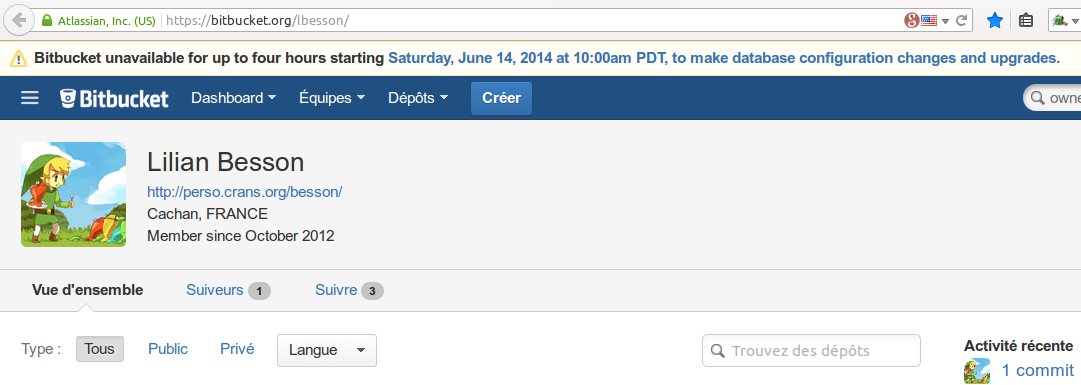 Atlassian, Inc. (US) https://bitbucket.org/lbesson/
Bitbucket unavailable for up to four hours starting Saturday, June 14, 2014 at 10:00am PDT, to make database configuration changes and upgrades.
Bitbucket Dashboard Équipes Dépôts Créer owne
Lilian Besson
http://perso.crans.org/besson/
Cachan, FRANCE
Member since October 2012
Vue d'ensemble Suiveurs 1 Suivre 3
Type : Tous Public Privé Langue Trouvez des dépôts Activité récente
1 commit